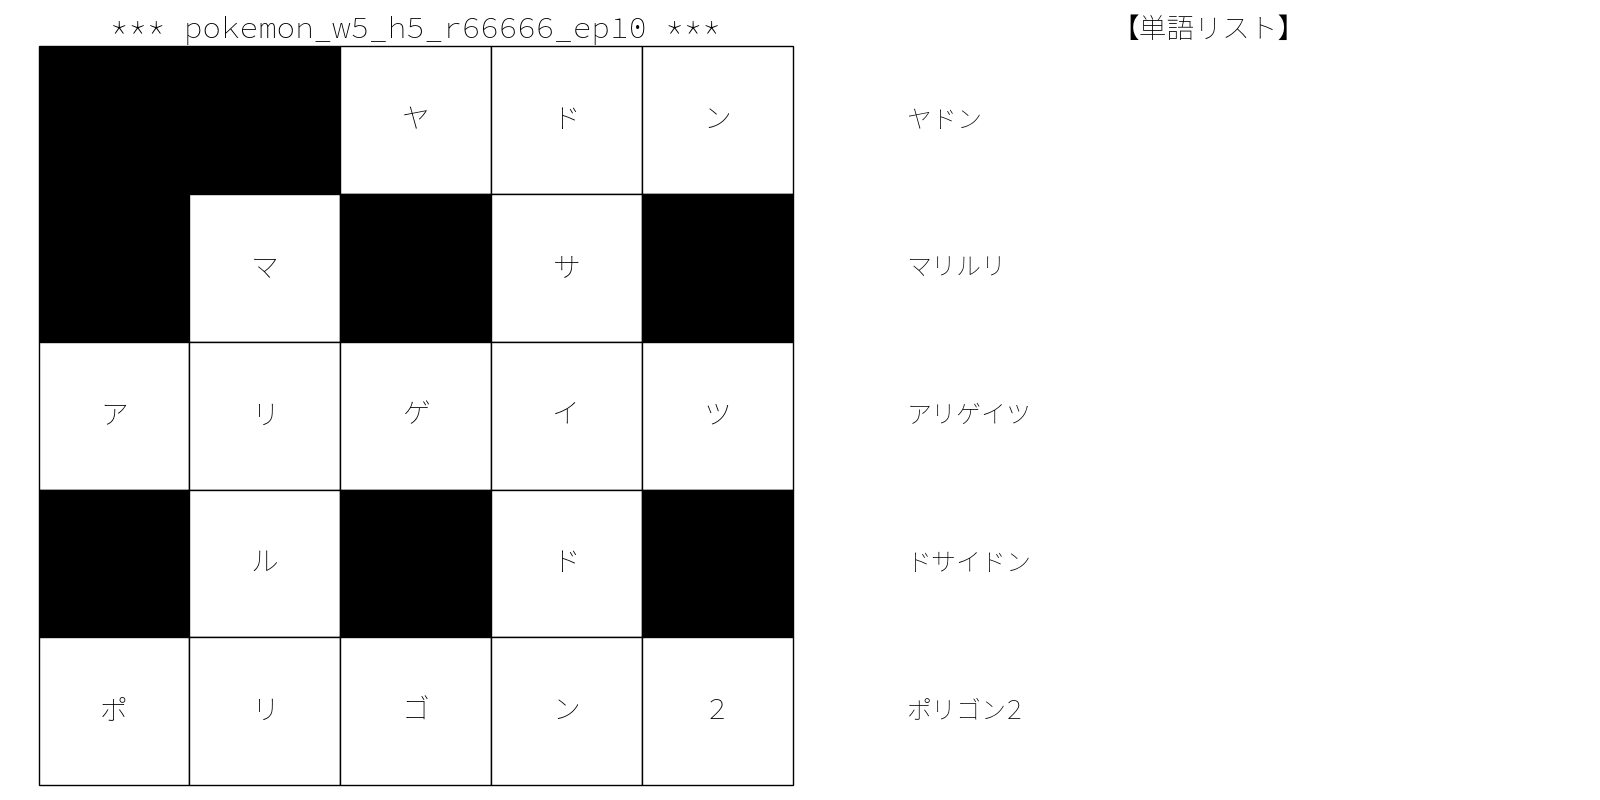 *** pokemon_w5_h5_r66666_ep10 ***
【単語リスト】
ヤ ド ン
ヤドン
マ サ
マリルリ
ア リ ゲ イ ツ
アリゲイツ
ル ド
ドサイドン
ポ リ ゴ ン 2
ポリゴン2